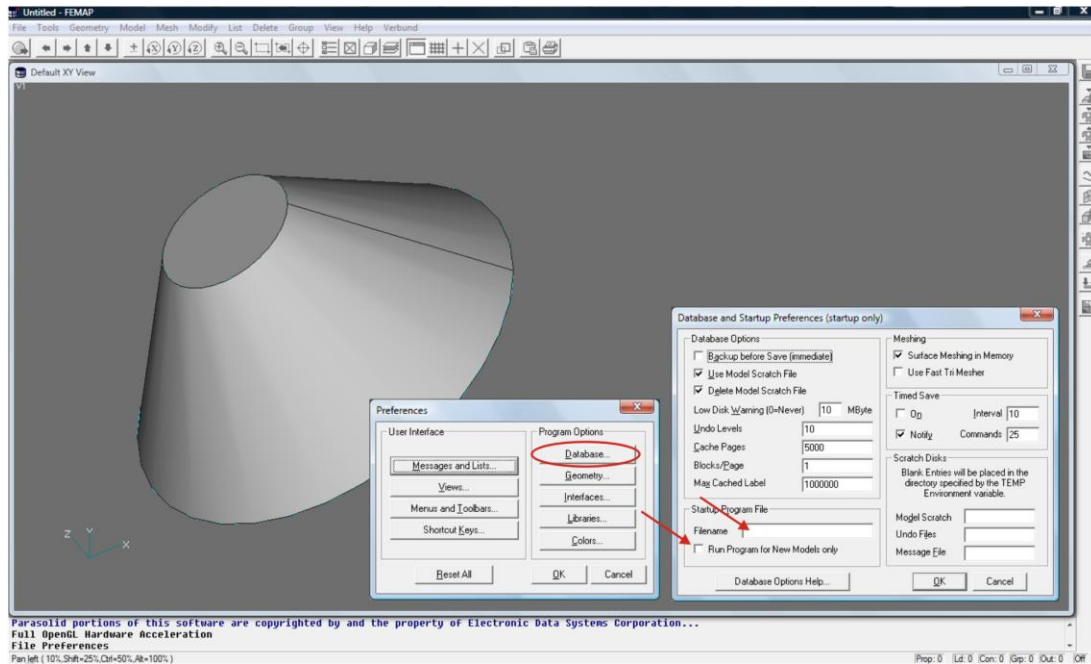 Untitled - FEMAP
File Tools Geometry Model Mesh Modify List Delete Group View Help Verbund
Default XY View
V1
Z Y X
Preferences
User Interface
Messages and Lists...
Views...
Menus and Toolbars...
Shortcut Keys...
Reset All
Program Options
Database...
Geometry...
Interfaces...
Libraries...
Colors...
OK Cancel
Database and Startup Preferences (startup only)
Database Options
Backup before Save (immediate)
Use Model Scratch File
Delete Model Scratch File
Low Disk Warning (0=Never) 10 MByte
Undo Levels 10
Cache Pages 5000
Blocks/Page 1
Max Cached Label 1000000
Startup Program File
Filename
Run Program for New Models only
Database Options Help...
Meshing
Surface Meshing in Memory
Use Fast Tri Mesher
Timed Save
On Interval 10
Notify Commands 25
Scratch Disks
Blank Entries will be placed in the
directory specified by the TEMP
Environment variable.
Model Scratch
Undo Files
Message File
OK Cancel
Parasolid portions of this software are copyrighted by and the property of Electronic Data Systems Corporation...
Full OpenGL Hardware Acceleration
File Preferences
Pan left ( 10%,Shift=25%,Ctrl=50%,Alt=100% ) Prop: 0 Ld: 0 Con: 0 Grp: 0 Out: 0 Off